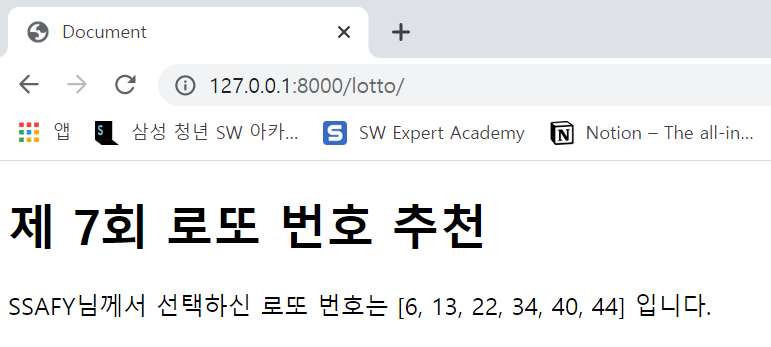 Document
127.0.0.1:8000/lotto/
앱 삼성 청년 SW 아카... SW Expert Academy Notion – The all-in...
제 7회 로또 번호 추천
SSAFY님께서 선택하신 로또 번호는 [6, 13, 22, 34, 40, 44] 입니다.